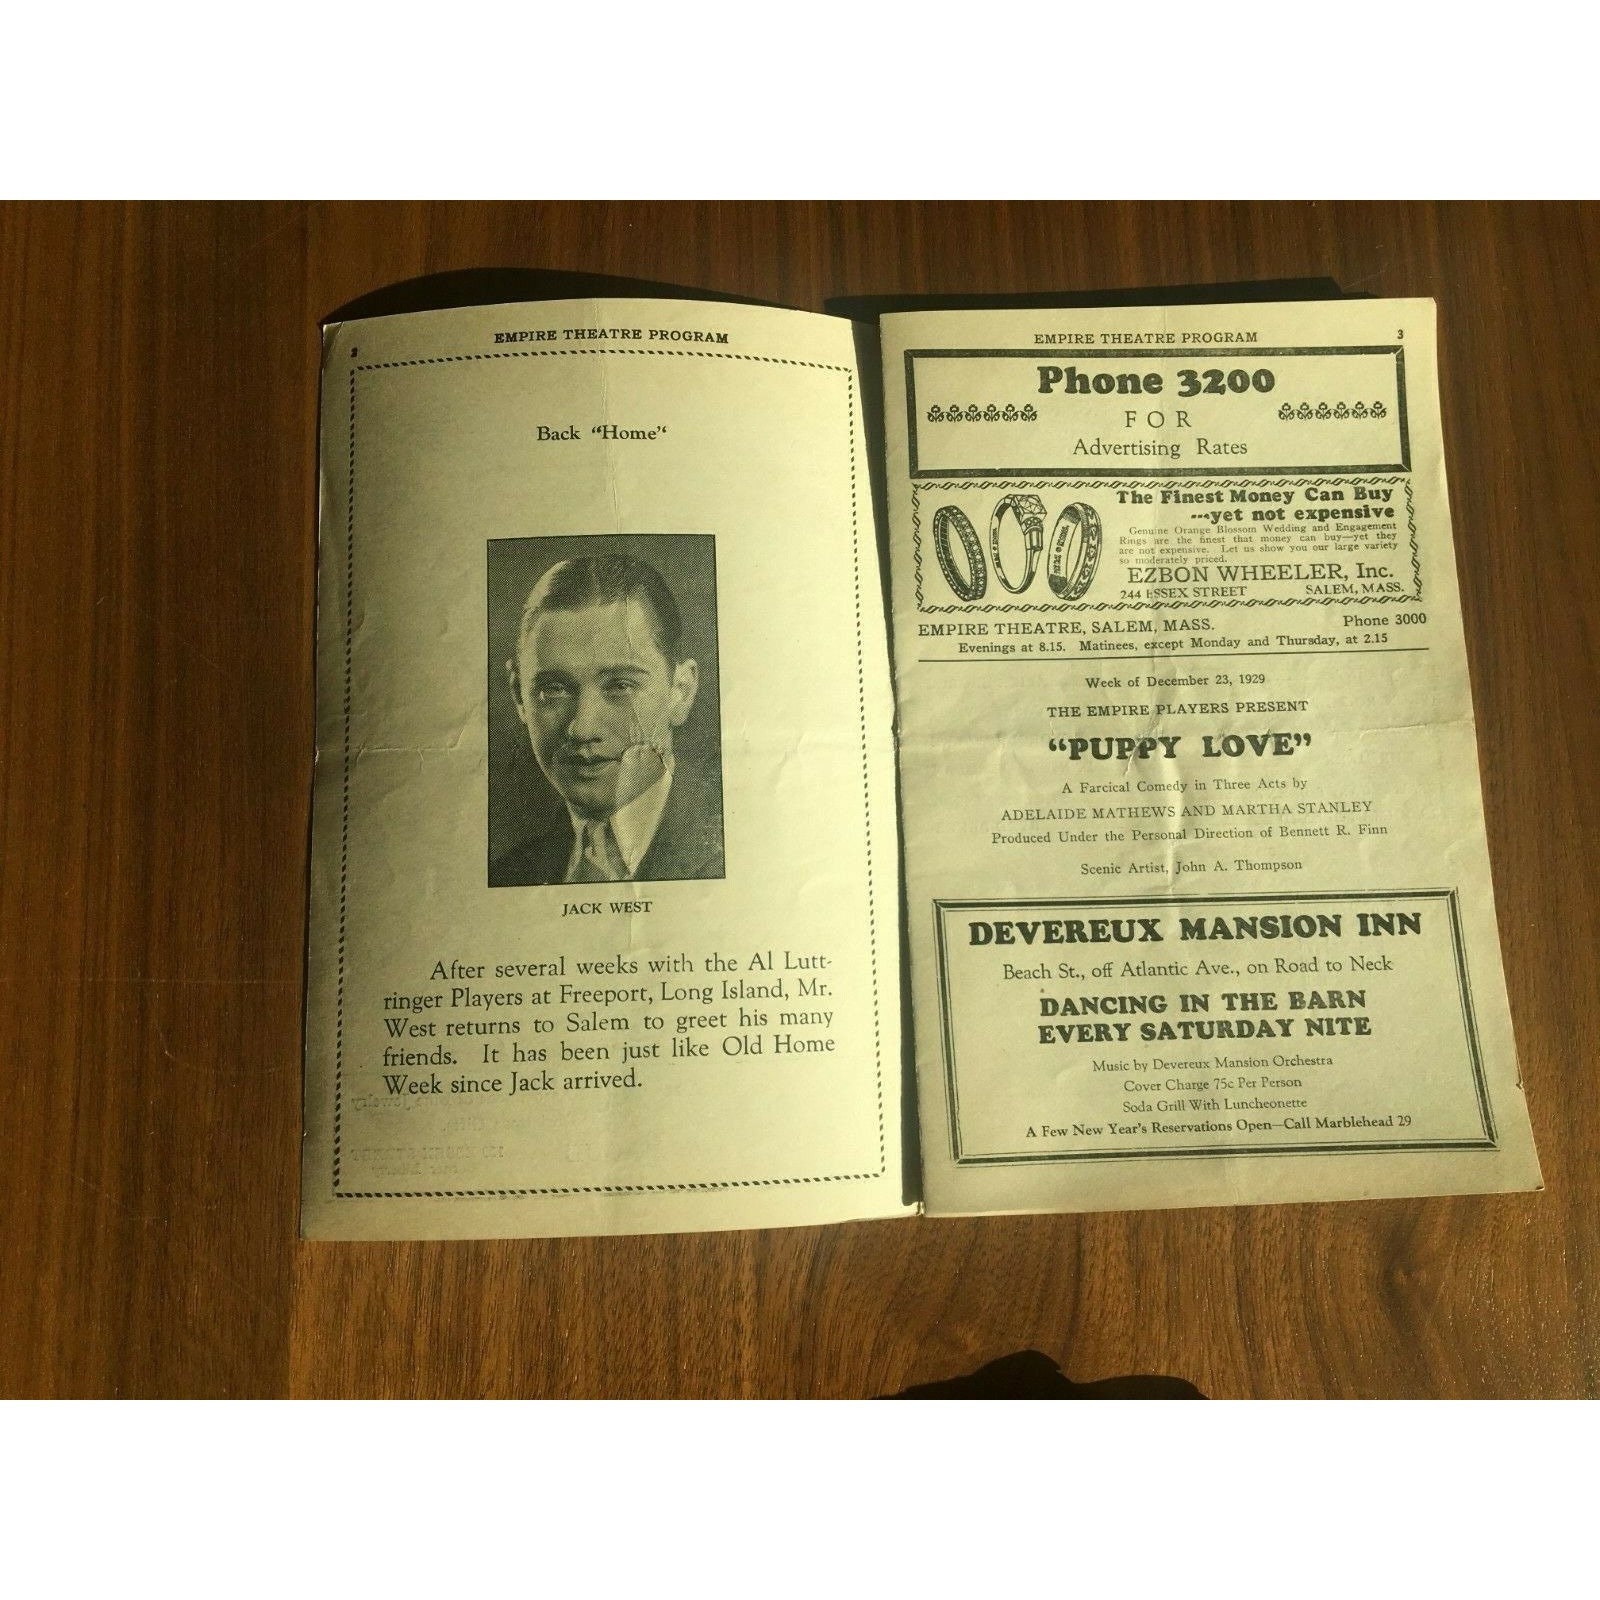 2
EMPIRE THEATRE PROGRAM
Back "Home"
JACK WEST
After several weeks with the Al Lutt-
ringer Players at Freeport, Long Island, Mr.
West returns to Salem to greet his many
friends. It has been just like Old Home
Week since Jack arrived.
EMPIRE THEATRE PROGRAM 3
Phone 3200
FOR
Advertising Rates
The Finest Money Can Buy
---yet not expensive
Genuine Orange Blossom Wedding and Engagement
Rings are the finest that money can buy—yet they
are not expensive. Let us show you our large variety
so moderately priced.
EZBON WHEELER, Inc.
244 ESSEX STREET SALEM, MASS.
EMPIRE THEATRE, SALEM, MASS. Phone 3000
Evenings at 8.15. Matinees, except Monday and Thursday, at 2.15
Week of December 23, 1929
THE EMPIRE PLAYERS PRESENT
"PUPPY LOVE"
A Farcical Comedy in Three Acts by
ADELAIDE MATHEWS AND MARTHA STANLEY
Produced Under the Personal Direction of Bennett R. Finn
Scenic Artist, John A. Thompson
DEVEREUX MANSION INN
Beach St., off Atlantic Ave., on Road to Neck
DANCING IN THE BARN
EVERY SATURDAY NITE
Music by Devereux Mansion Orchestra
Cover Charge 75c Per Person
Soda Grill With Luncheonette
A Few New Year's Reservations Open—Call Marblehead 29